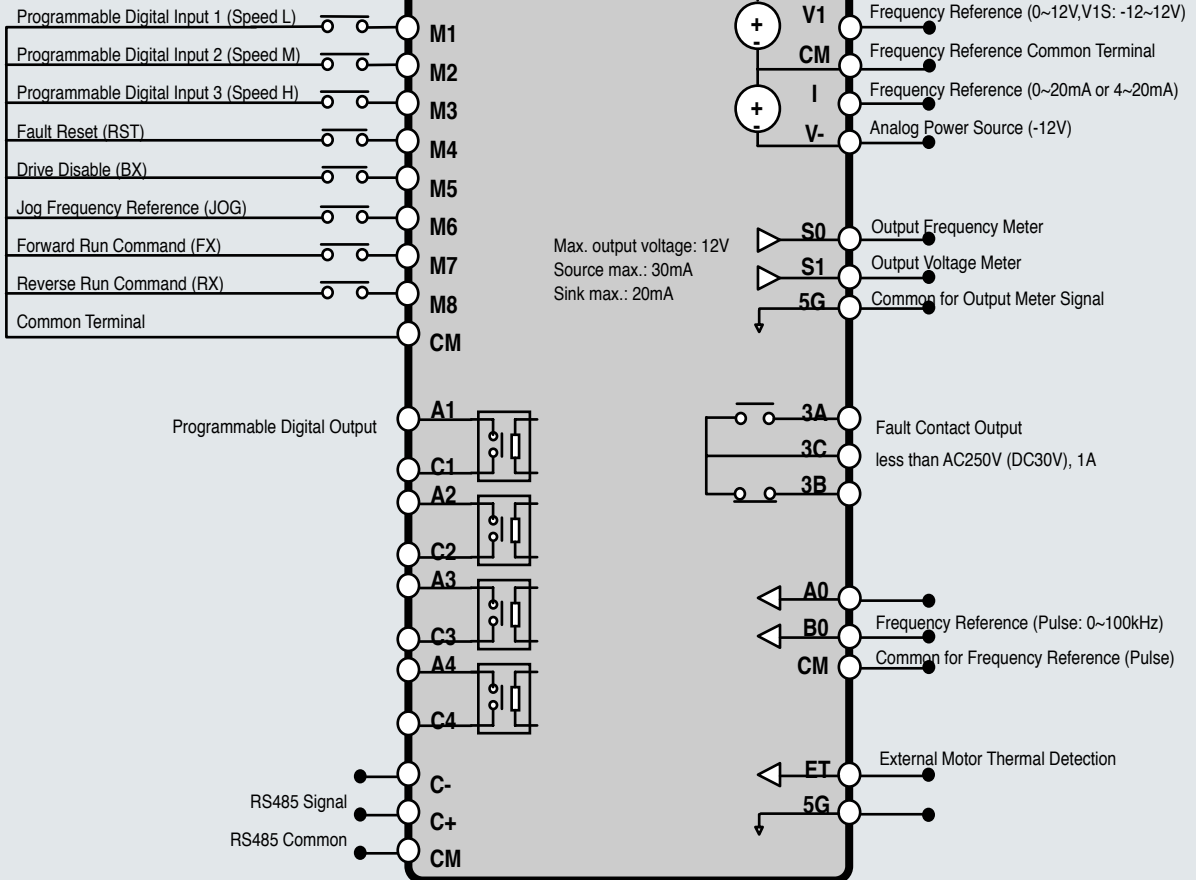 Programmable Digital Input 1 (Speed L)
M1
Programmable Digital Input 2 (Speed M)
M2
Programmable Digital Input 3 (Speed H)
M3
Fault Reset (RST)
M4
Drive Disable (BX)
M5
Jog Frequency Reference (JOG)
M6
Forward Run Command (FX)
M7
Reverse Run Command (RX)
M8
Common Terminal
CM
Programmable Digital Output
A1
C1
A2
C2
A3
C3
A4
C4
C-
RS485 Signal
C+
RS485 Common
CM
Max. output voltage: 12V
Source max.: 30mA
Sink max.: 20mA
+
-
V1
Frequency Reference (0~12V,V1S: -12~12V)
CM
Frequency Reference Common Terminal
+
-
I
Frequency Reference (0~20mA or 4~20mA)
V-
Analog Power Source (-12V)
S0
Output Frequency Meter
S1
Output Voltage Meter
5G
Common for Output Meter Signal
3A
Fault Contact Output
3C
less than AC250V (DC30V), 1A
3B
A0
B0
Frequency Reference (Pulse: 0~100kHz)
CM
Common for Frequency Reference (Pulse)
ET
External Motor Thermal Detection
5G